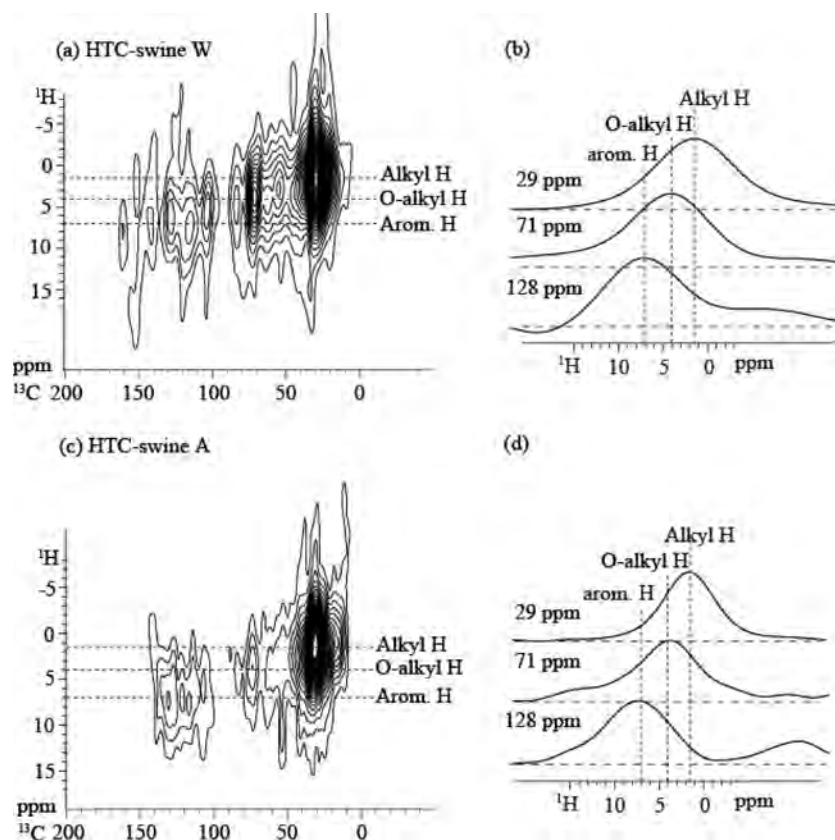 (a) HTC-swine W
1H
-5
0
5
10
15
ppm
13C 200 150 100 50 0
Alkyl H
O-alkyl H
Arom. H
(b)
Alkyl H
O-alkyl H
arom. H
29 ppm
71 ppm
128 ppm
1H 10 5 0 ppm
(c) HTC-swine A
1H
-5
0
5
10
15
ppm
13C 200 150 100 50 0
Alkyl H
O-alkyl H
Arom. H
(d)
Alkyl H
O-alkyl H
arom. H
29 ppm
71 ppm
128 ppm
1H 10 5 0 ppm